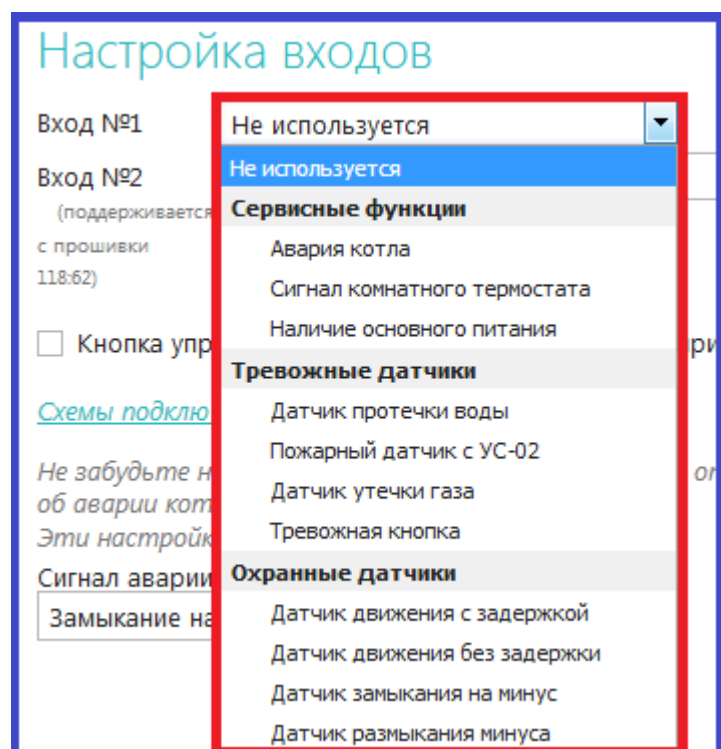 Настройка входов
Вход №1
Не используется
Не используется
Вход №2
(поддерживается
с прошивки
118:62)
Сервисные функции
Авария котла
Сигнал комнатного термостата
Наличие основного питания
Кнопка упр
Тревожные датчики
Датчик протечки воды
Схемы подклю
Пожарный датчик с УС-02
Не забудьте н
Датчик утечки газа
об аварии кот
Тревожная кнопка
Эти настройк
Охранные датчики
Сигнал аварии
Датчик движения с задержкой
Замыкание на
Датчик движения без задержки
Датчик замыкания на минус
Датчик размыкания минуса